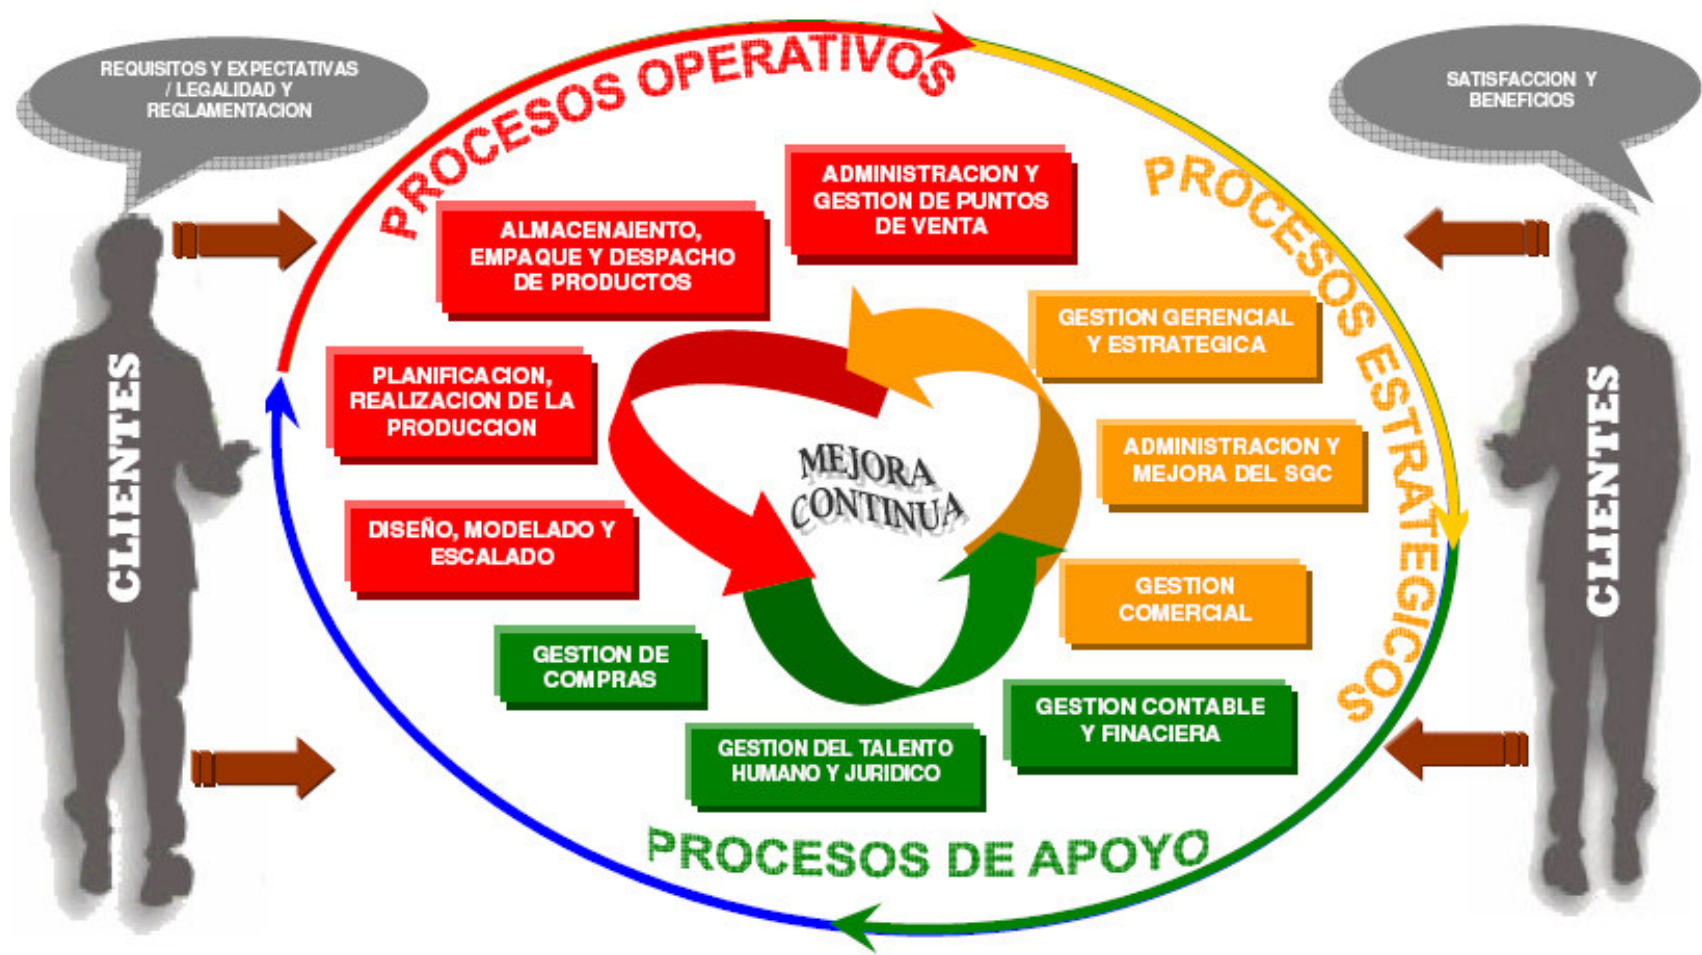 REQUISITOS Y EXPECTATIVAS
/ LEGALIDAD Y
REGLAMENTACION
SATISFACCION Y
BENEFICIOS
PROCESOS OPERATIVOS
PROCESOS ESTRATEGICOS
ADMINISTRACION Y
GESTION DE PUNTOS
DE VENTA
ALMACENAIENTO,
EMPAQUE Y DESPACHO
DE PRODUCTOS
GESTION GERENCIAL
Y ESTRATEGICA
PLANIFICACION,
REALIZACION DE LA
PRODUCCION
ADMINISTRACION Y
MEJORA DEL SGC
MEJORA
CONTINUA
DISEÑO, MODELADO Y
ESCALADO
GESTION
COMERCIAL
GESTION DE
COMPRAS
GESTION CONTABLE
Y FINACIERA
GESTION DEL TALENTO
HUMANO Y JURIDICO
PROCESOS DE APOYO
CLIENTES
CLIENTES